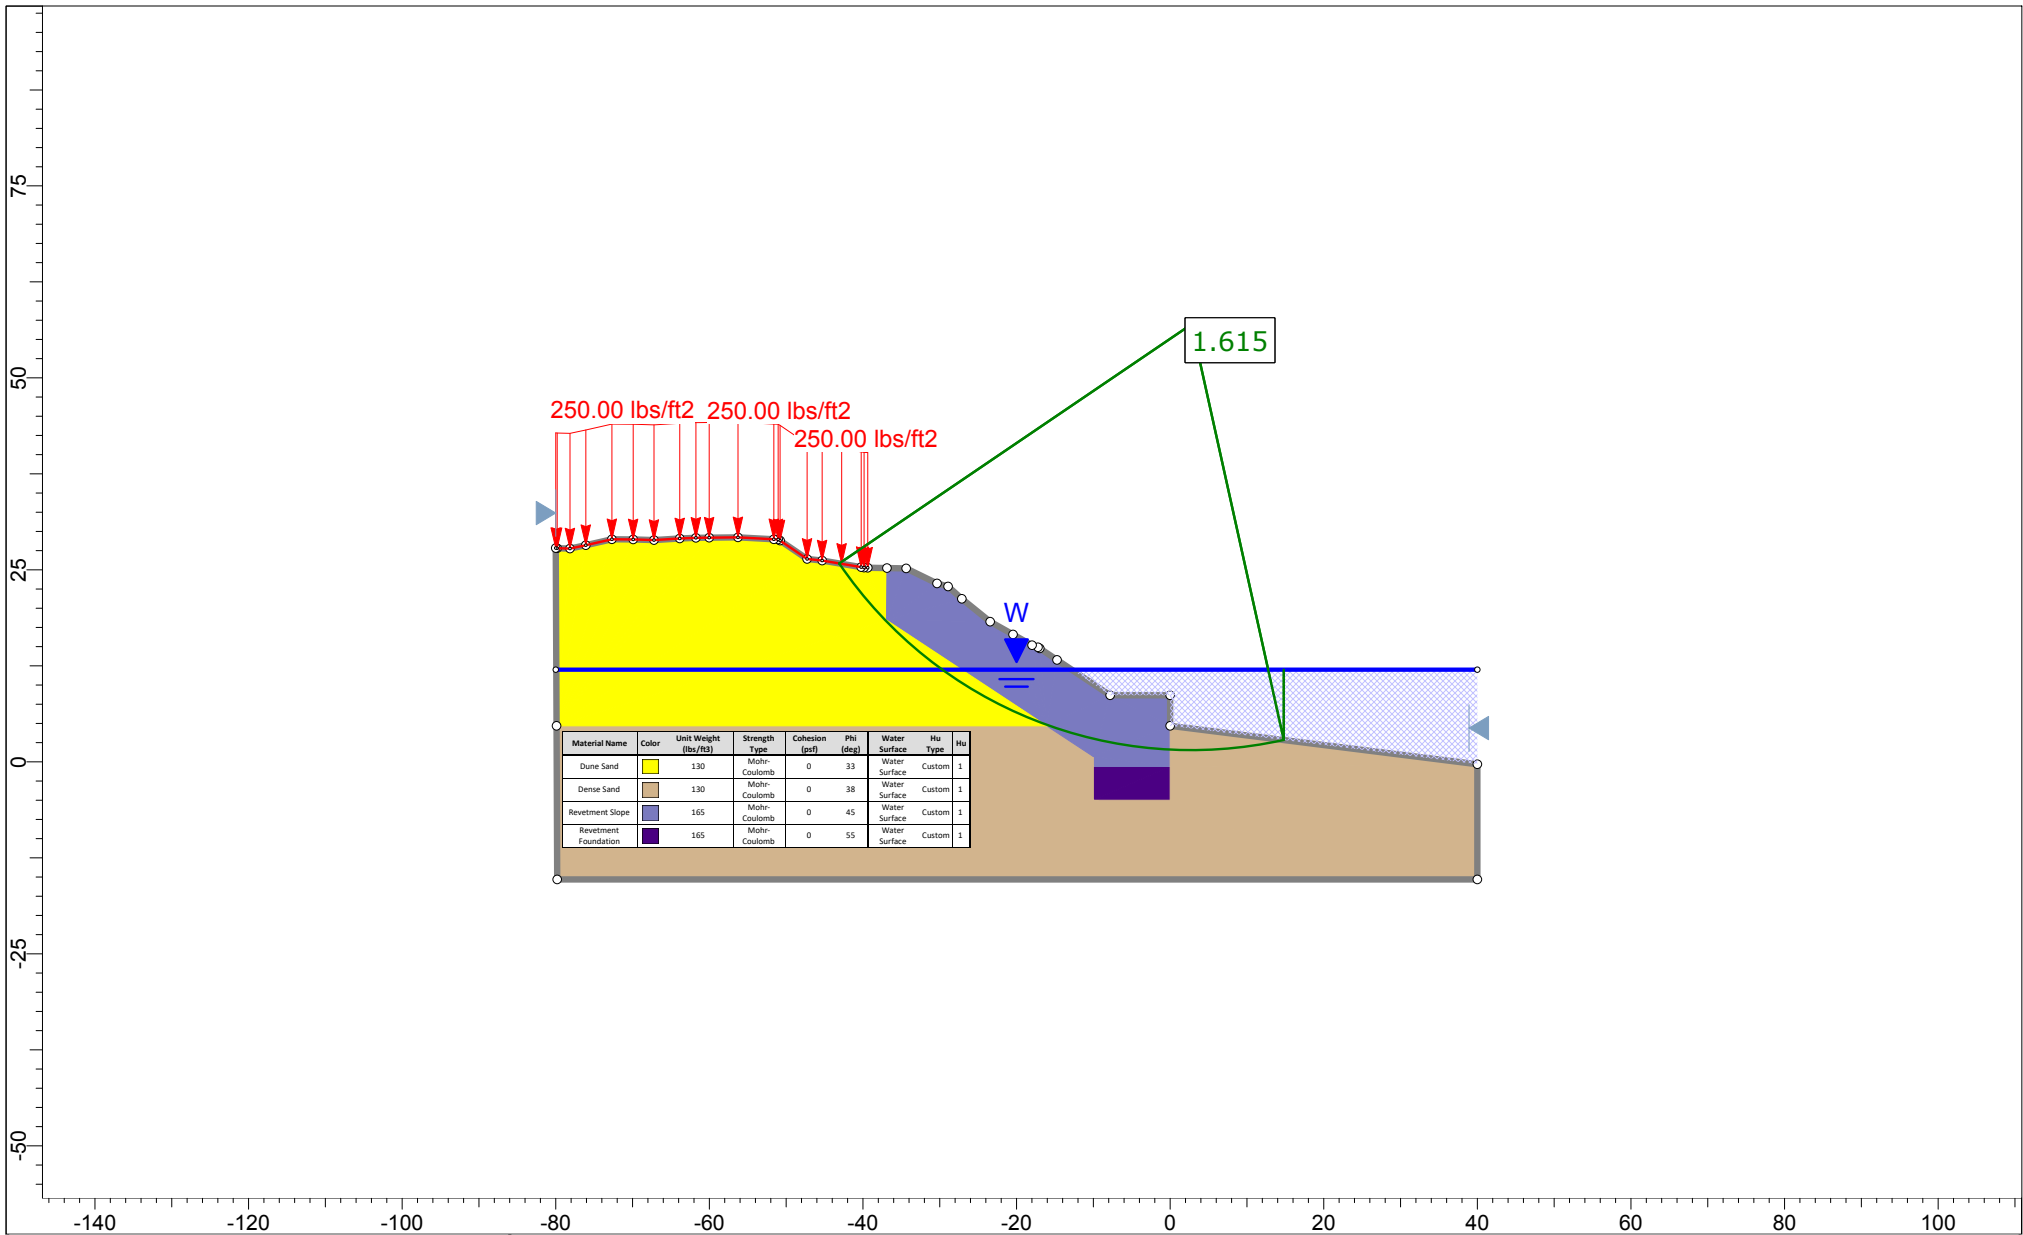 75
50
25
0
-25
-50
1.615
250.00 lbs/ft2
250.00 lbs/ft2
250.00 lbs/ft2
W
Material Name Color Unit Weight (lbs/ft3) Strength Type Cohesion (psf) Phi (deg) Water Surface Hu Type Hu
Dune Sand 130 Mohr-Coulomb 0 33 Water Surface Custom 1
Dense Sand 130 Mohr-Coulomb 0 38 Water Surface Custom 1
Revetment Slope 165 Mohr-Coulomb 0 45 Water Surface Custom 1
Revetment Foundation 165 Mohr-Coulomb 0 55 Water Surface Custom 1
-140 -120 -100 -80 -60 -40 -20 0 20 40 60 80 100